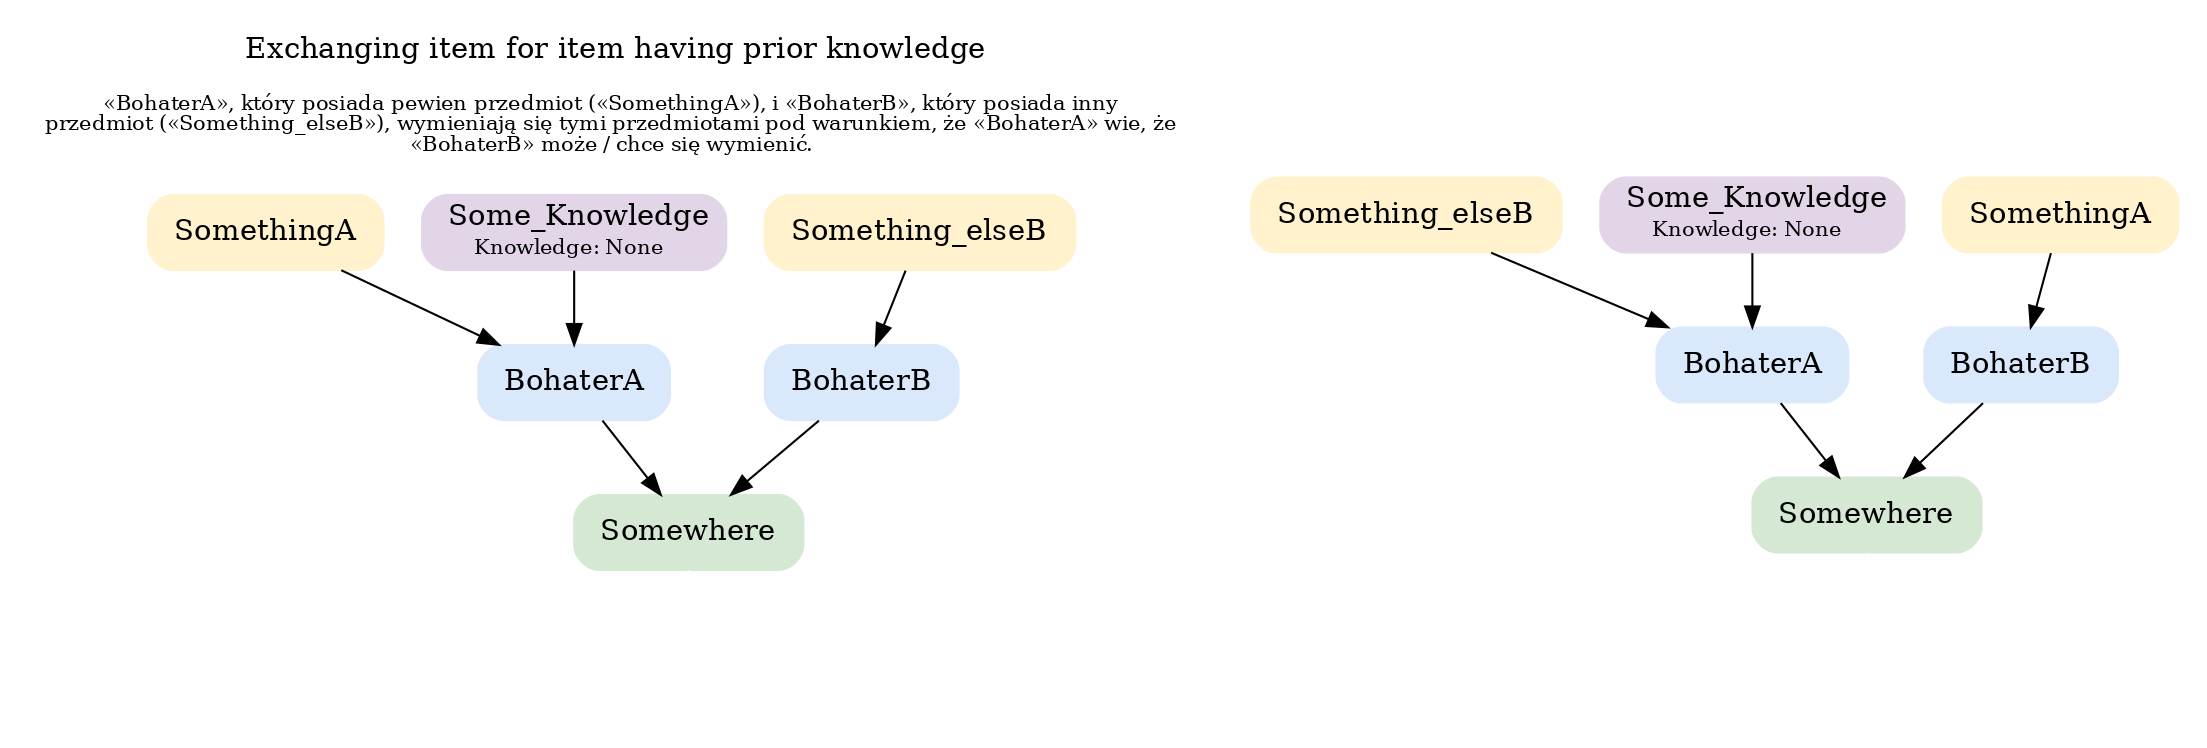 Exchanging item for item having prior knowledge
«BohaterA», który posiada pewien przedmiot («SomethingA»), i «BohaterB», który posiada inny
przedmiot («Something_elseB»), wymieniają się tymi przedmiotami pod warunkiem, że «BohaterA» wie, że
«BohaterB» może / chce się wymienić.
SomethingA
Some_Knowledge
Knowledge: None
Something_elseB
BohaterA
BohaterB
Somewhere
Something_elseB
Some_Knowledge
Knowledge: None
SomethingA
BohaterA
BohaterB
Somewhere